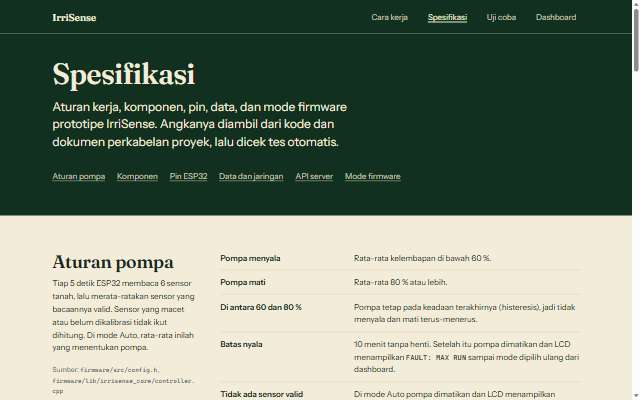 IrriSense
Cara kerja Spesifikasi Uji coba Dashboard
Spesifikasi
Aturan kerja, komponen, pin, data, dan mode firmware
prototipe IrriSense. Angkanya diambil dari kode dan
dokumen perkabelan proyek, lalu dicek tes otomatis.
Aturan pompa Komponen Pin ESP32 Data dan jaringan API server Mode firmware
Aturan pompa
Tiap 5 detik ESP32 membaca 6 sensor
tanah, lalu merata-ratakan sensor yang
bacaannya valid. Sensor yang macet
atau belum dikalibrasi tidak ikut
dihitung. Di mode Auto, rata-rata inilah
yang menentukan pompa.
Sumber: firmware/src/config.h,
firmware/lib/irrisense_core/controller.
cpp
Pompa menyala Rata-rata kelembapan di bawah 60 %.
Pompa mati Rata-rata 80 % atau lebih.
Di antara 60 dan 80 % Pompa tetap pada keadaan terakhirnya (histeresis), jadi tidak
menyala dan mati terus-menerus.
Batas nyala 10 menit tanpa henti. Setelah itu pompa dimatikan dan LCD
menampilkan FAULT: MAX RUN sampai mode dipilih ulang dari
dashboard.
Tidak ada sensor valid Di mode Auto pompa dimatikan dan LCD menampilkan